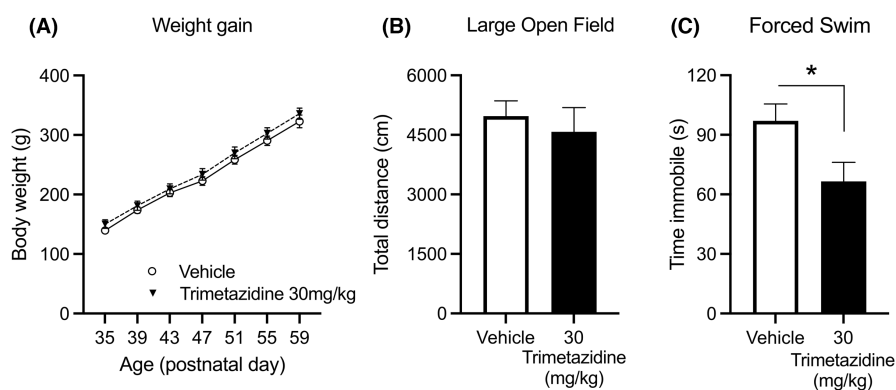 (A) Weight gain
400
300
200
100
0
Body weight (g)
Vehicle
Trimetazidine 30mg/kg
35 39 43 47 51 55 59
Age (postnatal day)
(B) Large Open Field
6000
4500
3000
1500
0
Total distance (cm)
Vehicle 30
Trimetazidine
(mg/kg)
(C) Forced Swim
120
90
60
30
0
Time immobile (s)
*
Vehicle 30
Trimetazidine
(mg/kg)